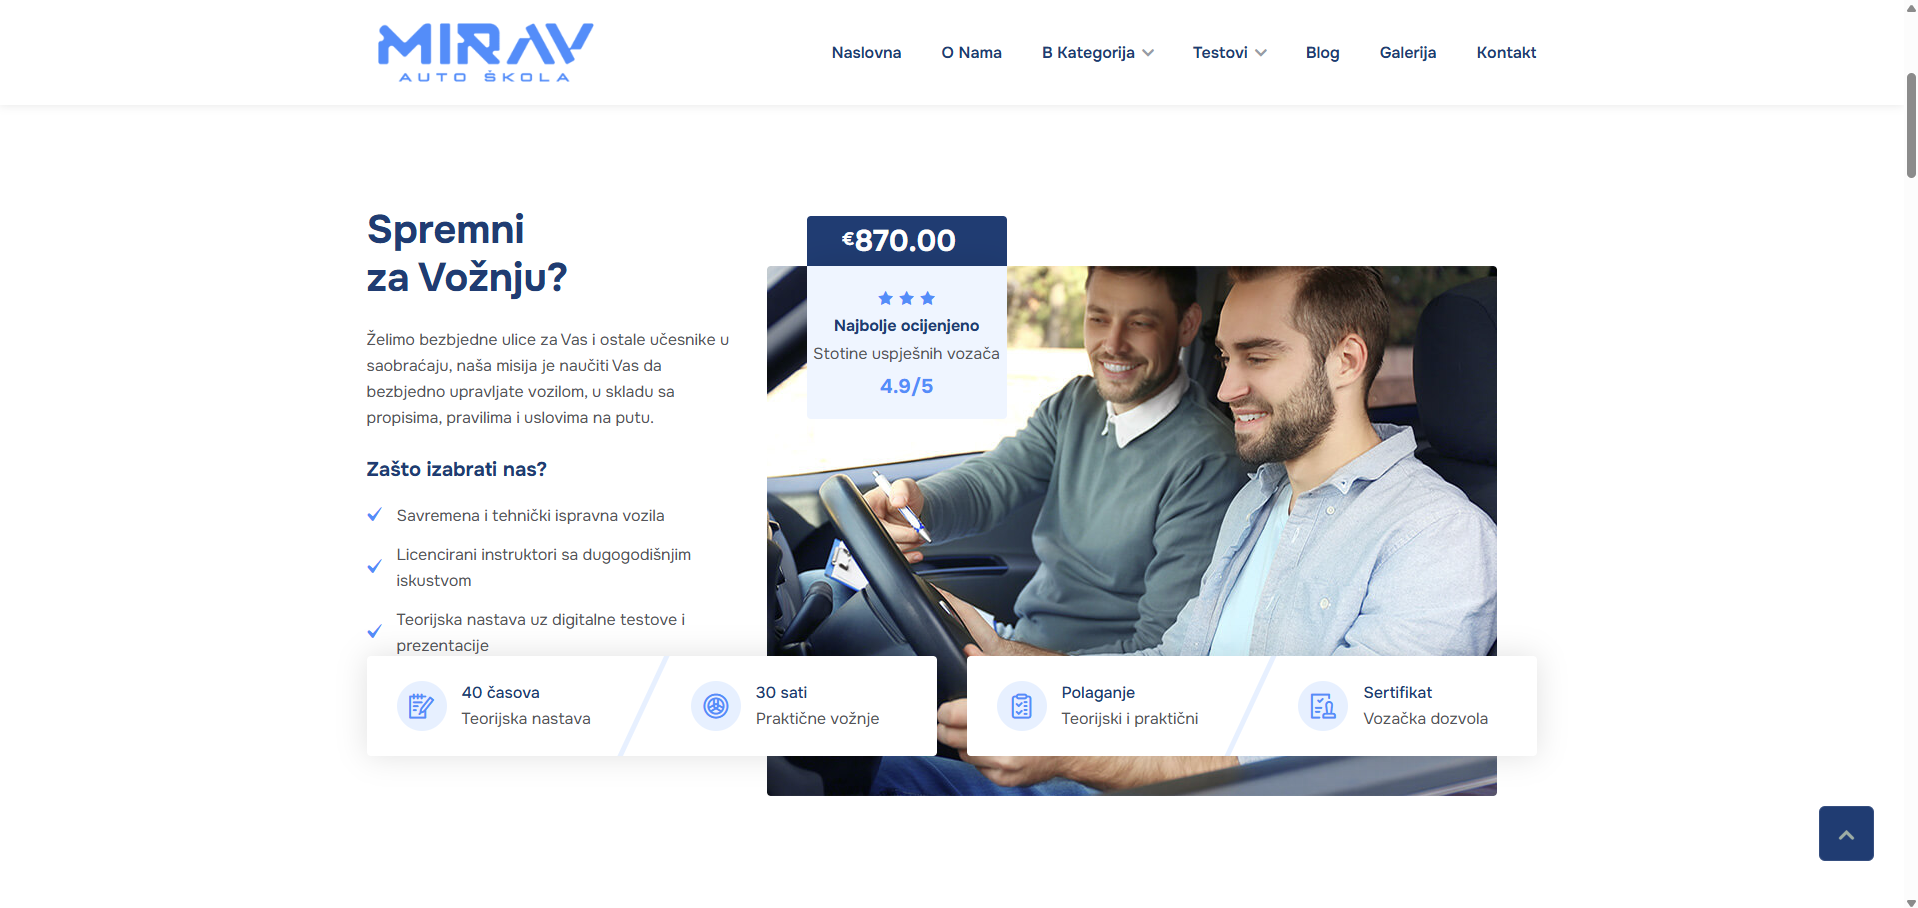 MIRAV
AUTO ŠKOLA
Naslovna
O Nama
B Kategorija
Testovi
Blog
Galerija
Kontakt
Spremni
za Vožnju?
Želimo bezbjedne ulice za Vas i ostale učesnike u
saobraćaju, naša misija je naučiti Vas da
bezbjedno upravljate vozilom, u skladu sa
propisima, pravilima i uslovima na putu.
Zašto izabrati nas?
Savremena i tehnički ispravna vozila
Licencirani instruktori sa dugogodišnjim
iskustvom
Teorijska nastava uz digitalne testove i
prezentacije
€870.00
Najbolje ocijenjeno
Stotine uspješnih vozača
4.9/5
40 časova
Teorijska nastava
30 sati
Praktične vožnje
Polaganje
Teorijski i praktični
Sertifikat
Vozačka dozvola